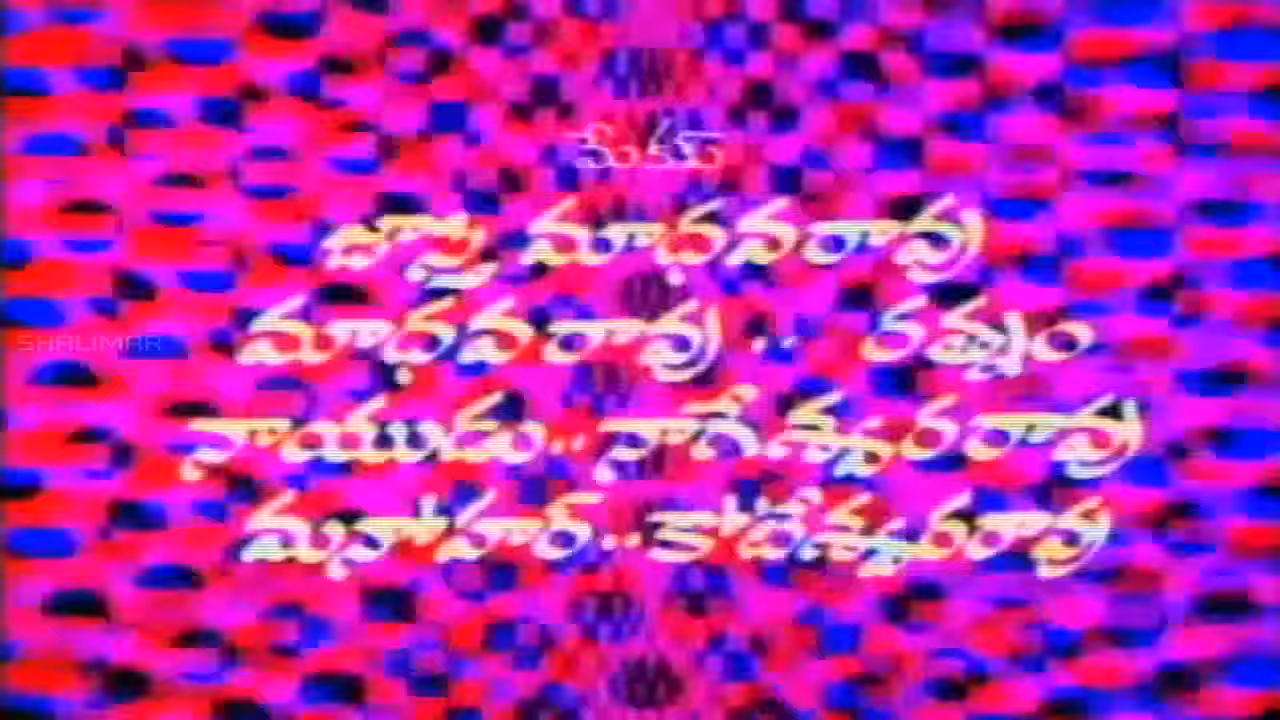 మేకప్
మాధవరావు
SHALIMAR
మాధవరావు .. రత్నం
నాయుడు.. నాగేశ్వరరావు
మనోహర్.. కోటేశ్వరరావు